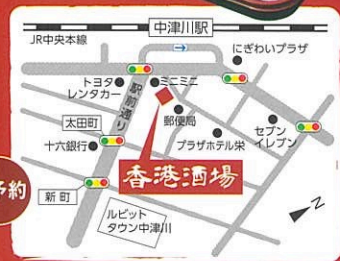 中津川駅
JR中央本線
にぎわいプラザ
トヨタ
レンタカー
ミニミニ
駅前通り
郵便局
太田町
十六銀行
プラザホテル栄
セブン
イレブン
香港酒場
予約
新町
ルビット
タウン中津川
N